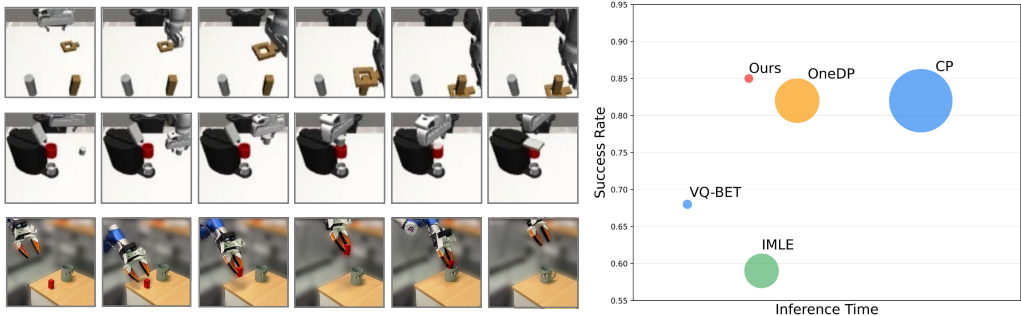 0.95
0.90
0.85
0.80
0.75
0.70
0.65
0.60
0.55
Success Rate
Inference Time
Ours
OneDP
CP
VQ-BET
IMLE